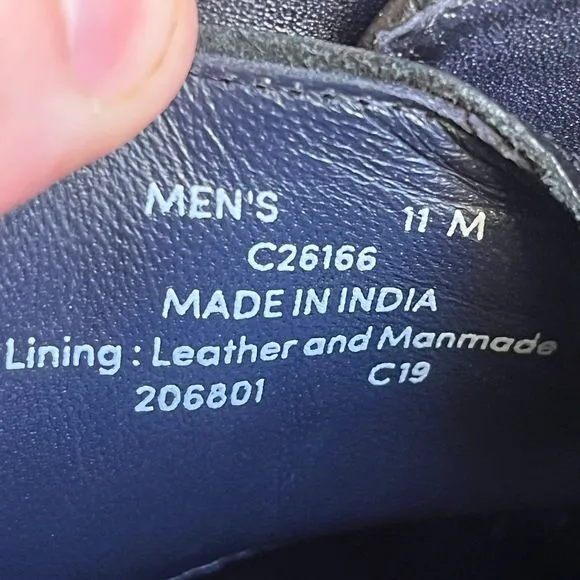 MEN'S 11 M
C26166
MADE IN INDIA
Lining : Leather and Manmade
206801 C19